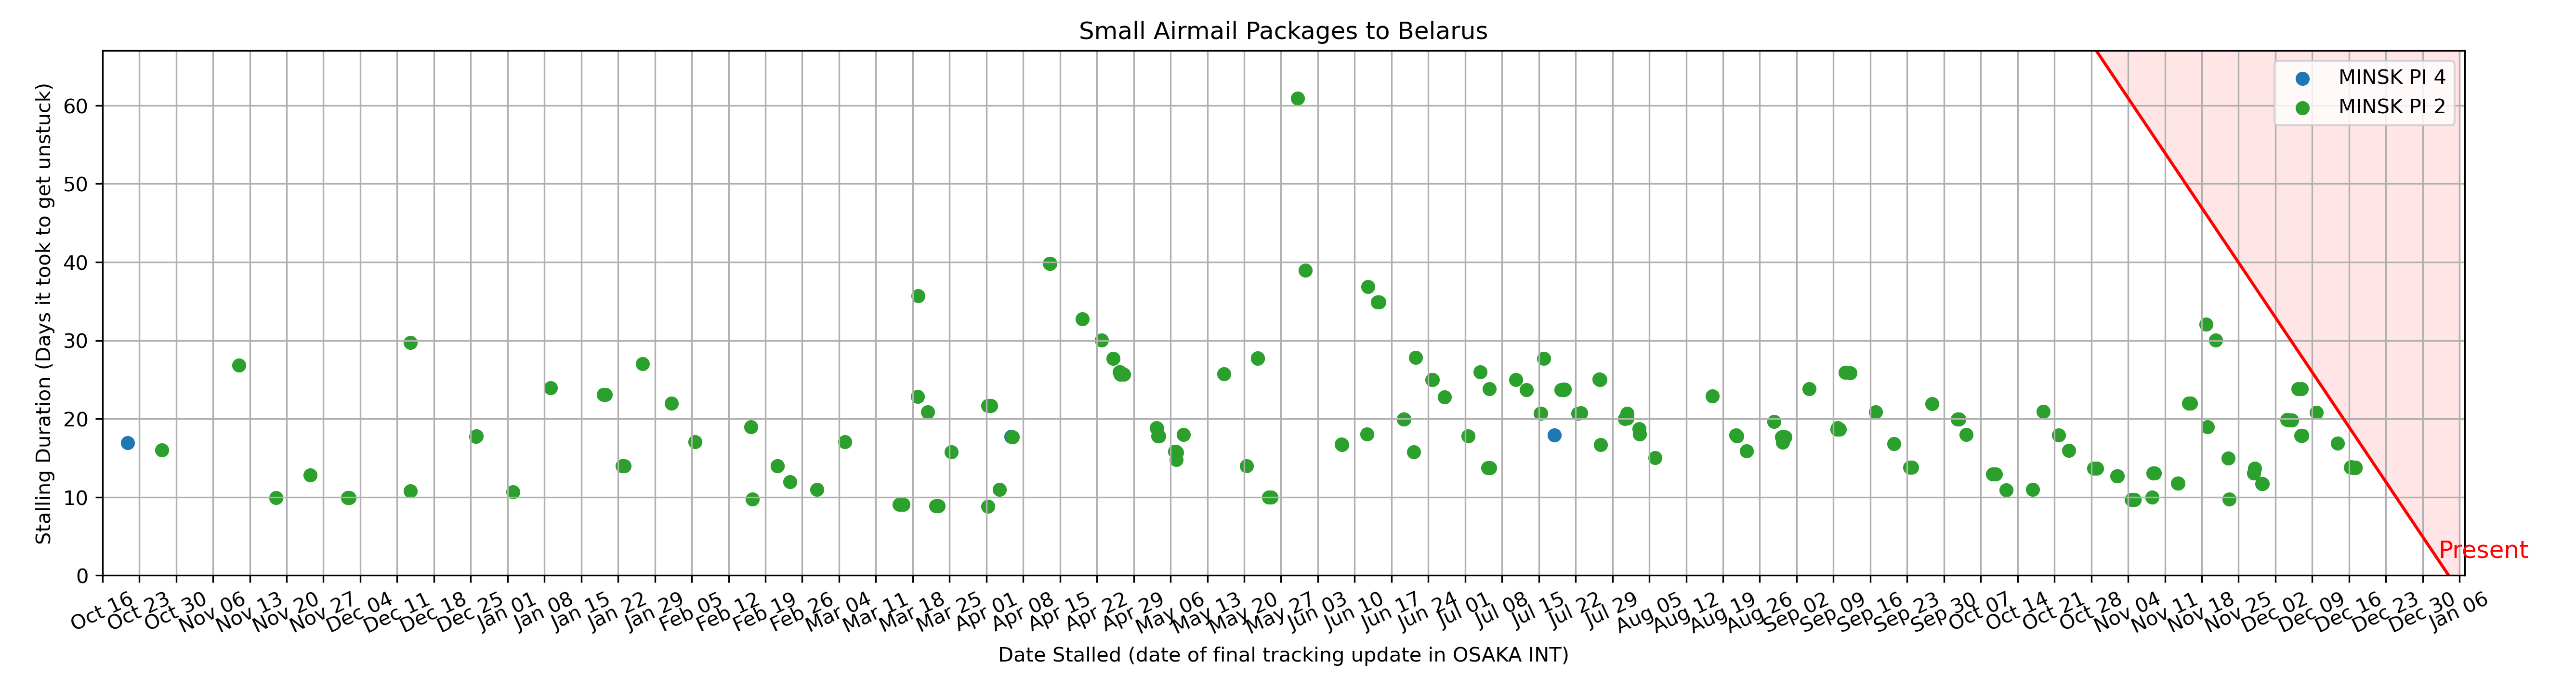 Small Airmail Packages to Belarus
MINSK PI 4
MINSK PI 2
Stalling Duration (Days it took to get unstuck)
60
50
40
30
20
10
0
Present
Oct 16
Oct 23
Oct 30
Nov 06
Nov 13
Nov 20
Nov 27
Dec 04
Dec 11
Dec 18
Dec 25
Jan 01
Jan 08
Jan 15
Jan 22
Jan 29
Feb 05
Feb 12
Feb 19
Feb 26
Mar 04
Mar 11
Mar 18
Mar 25
Apr 01
Apr 08
Apr 15
Apr 22
Apr 29
May 06
May 13
May 20
May 27
Jun 03
Jun 10
Jun 17
Jun 24
Jul 01
Jul 08
Jul 15
Jul 22
Jul 29
Aug 05
Aug 12
Aug 19
Aug 26
Sep 02
Sep 09
Sep 16
Sep 23
Sep 30
Oct 07
Oct 14
Oct 21
Oct 28
Nov 04
Nov 11
Nov 18
Nov 25
Dec 02
Dec 09
Dec 16
Dec 23
Dec 30
Jan 06
Date Stalled (date of final tracking update in OSAKA INT)